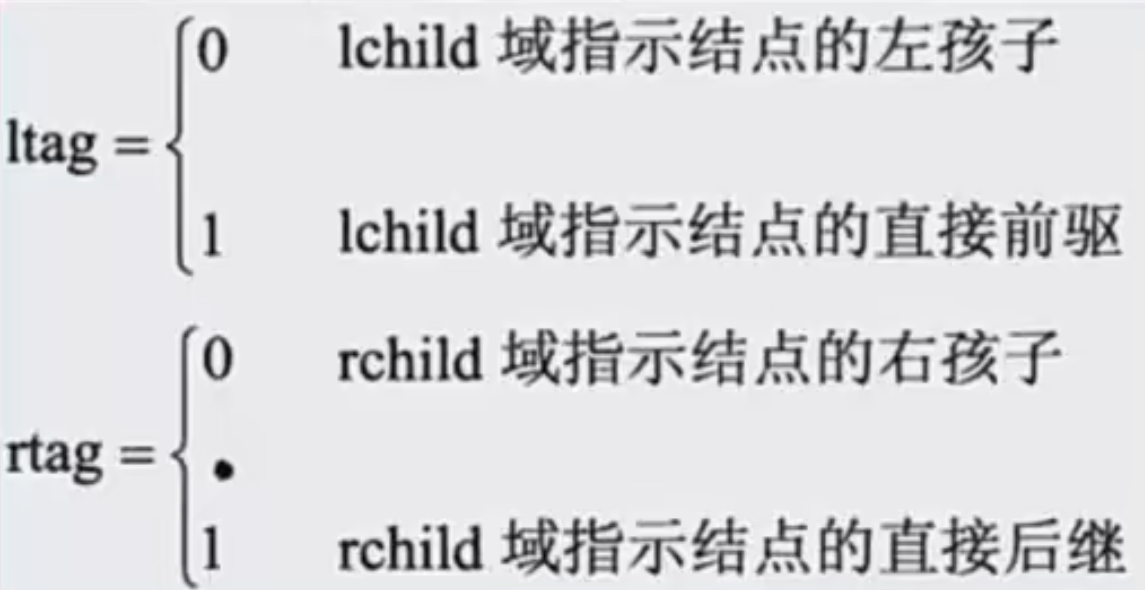 0 lchild 域指示结点的左孩子
ltag =
1 lchild 域指示结点的直接前驱
0 rchild 域指示结点的右孩子
rtag =
1 rchild 域指示结点的直接后继